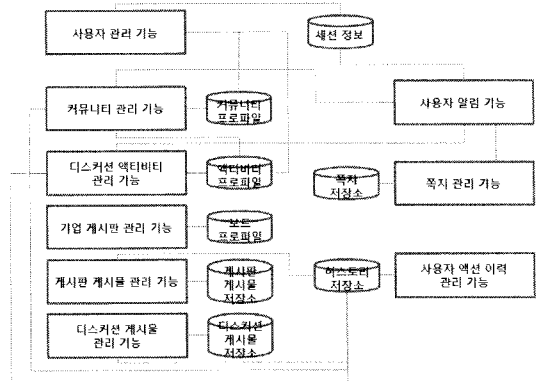 사용자 관리 기능
세션 정보
커뮤니티 관리 기능
커뮤니티
프로파일
사용자 알림 기능
디스커션 액티비티
관리 기능
액티비티
프로파일
쪽지
저장소
쪽지 관리 기능
기업 게시판 관리 기능
보드
프로파일
게시판 게시물 관리 기능
게시판
게시물
저장소
히스토리
저장소
사용자 액션 이력
관리 기능
디스커션 게시물
관리 기능
디스커션
게시물
저장소